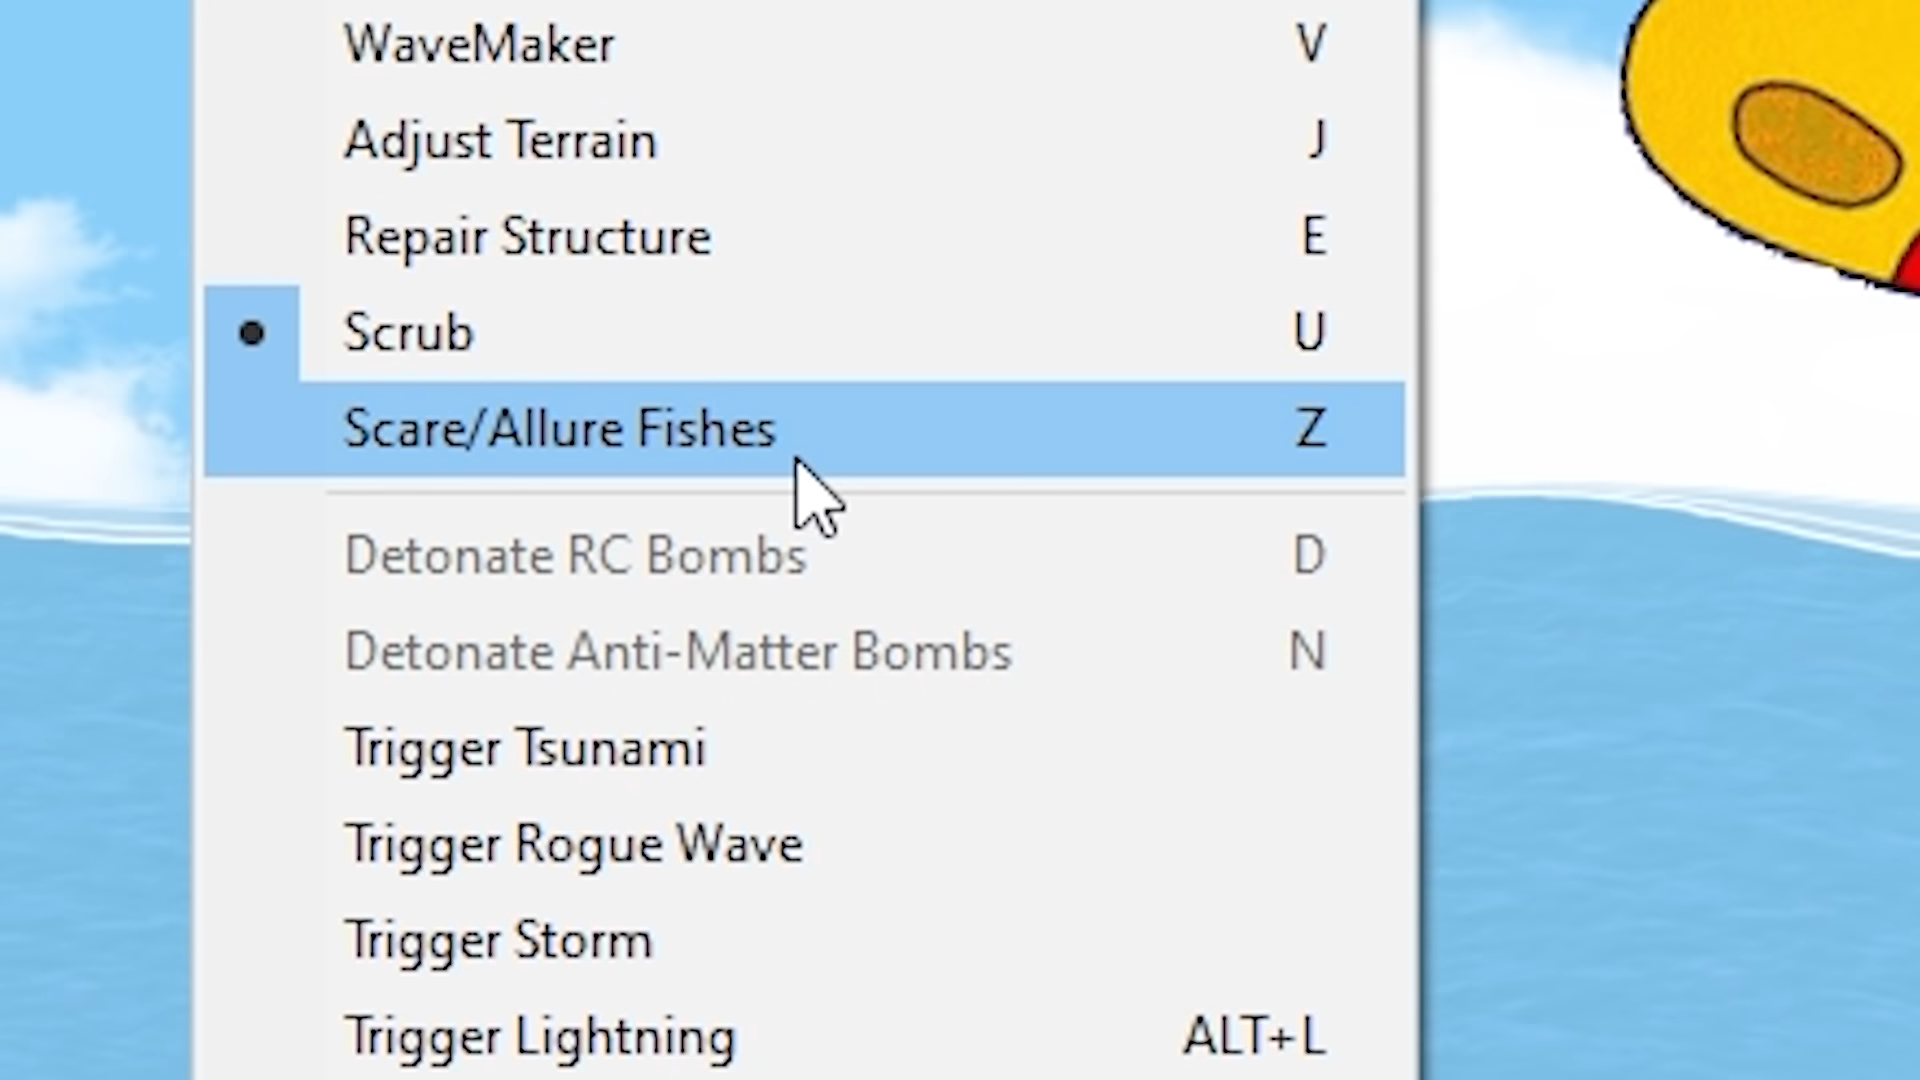 WaveMaker V
Adjust Terrain J
Repair Structure E
Scrub U
Scare/Allure Fishes Z
Detonate RC Bombs D
Detonate Anti-Matter Bombs N
Trigger Tsunami
Trigger Rogue Wave
Trigger Storm
Trigger Lightning ALT+L